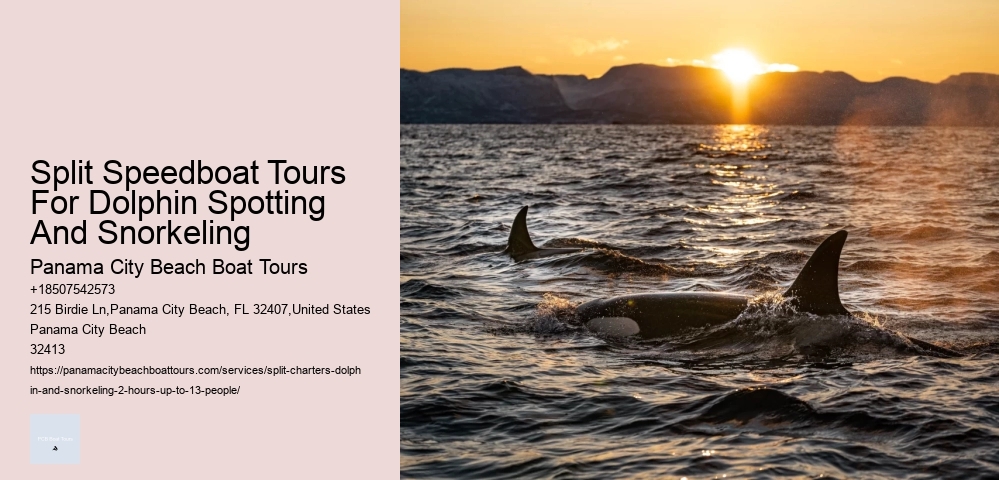 Split Speedboat Tours
For Dolphin Spotting
And Snorkeling
Panama City Beach Boat Tours
+18507542573
215 Birdie Ln,Panama City Beach, FL 32407,United States
Panama City Beach
32413
https://panamacitybeachboattours.com/services/split-charters-dolph
in-and-snorkeling-2-hours-up-to-13-people/